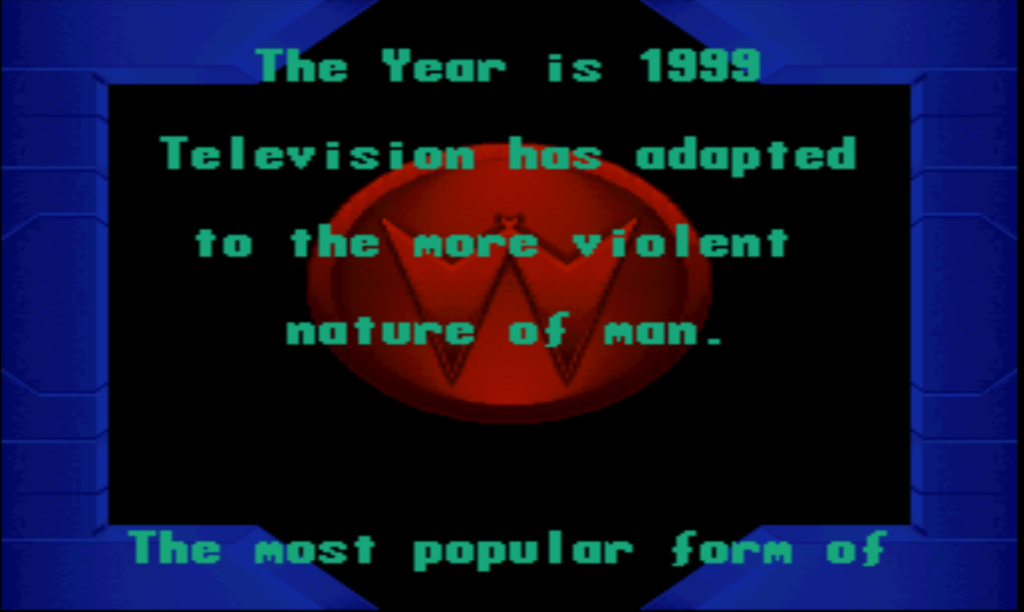 The Year is 1999
Television has adapted
to the more violent
nature of man.
The most popular form of
W